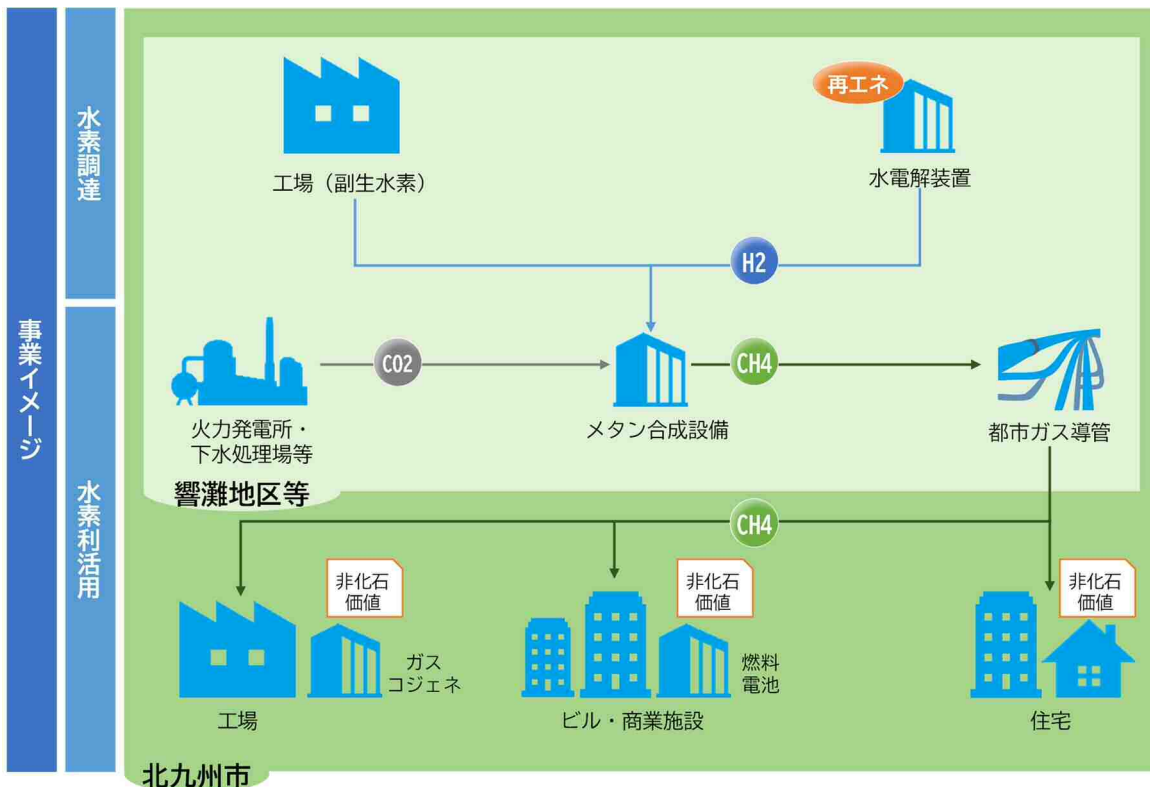 事業イメージ
水素調達
水素利活用
再エネ
工場（副生水素）
水電解装置
H2
CO2
CH4
火力発電所・
下水処理場等
メタン合成設備
都市ガス導管
響灘地区等
CH4
非化石
価値
非化石
価値
非化石
価値
ガス
コジェネ
燃料
電池
工場
ビル・商業施設
住宅
北九州市